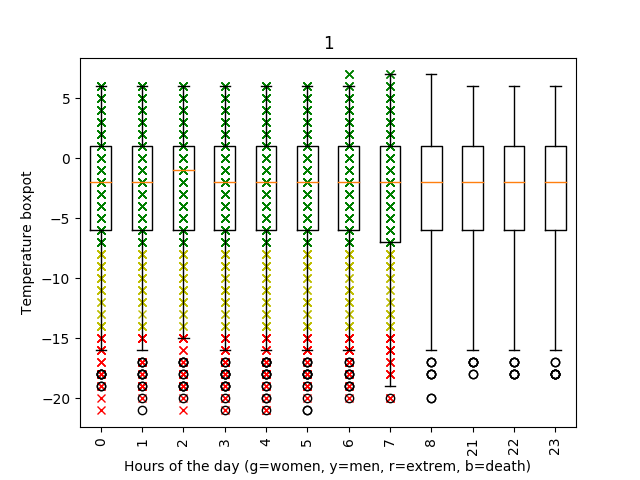 1
Temperature boxpot
5
0
−5
−10
−15
−20
0 1 2 3 4 5 6 7 8 21 22 23
Hours of the day (g=women, y=men, r=extrem, b=death)